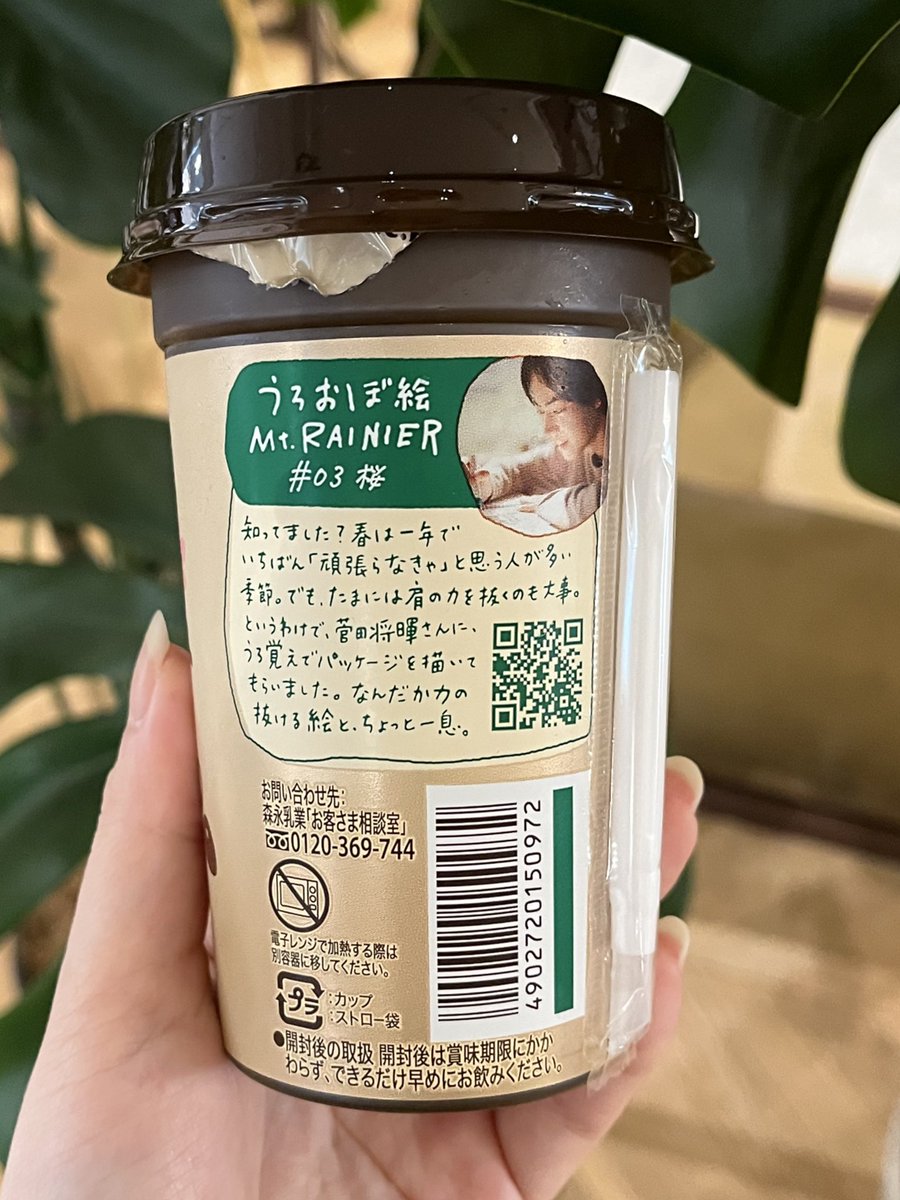 うろおぼ絵
Mt. RAINIER
#03 桜
知ってました?春は一年で
いちばん「頑張らなきゃ」と思う人が多い
季節。でも、たまには肩の力を抜くのも大事。
というわけで、菅田将暉さんに、
うろ覚えでパッケージを描いて
もらいました。なんだか力の
抜ける絵と、ちょっと一息。
お問い合わせ先:
森永乳業「お客さま相談室」
0120-369-744
電子レンジで加熱する際は
別容器に移してください。
プラ
:カップ
:ストロー袋
●開封後の取扱 開封後は賞味期限にかか
わらず、できるだけ早めにお飲みください。
4902720150972